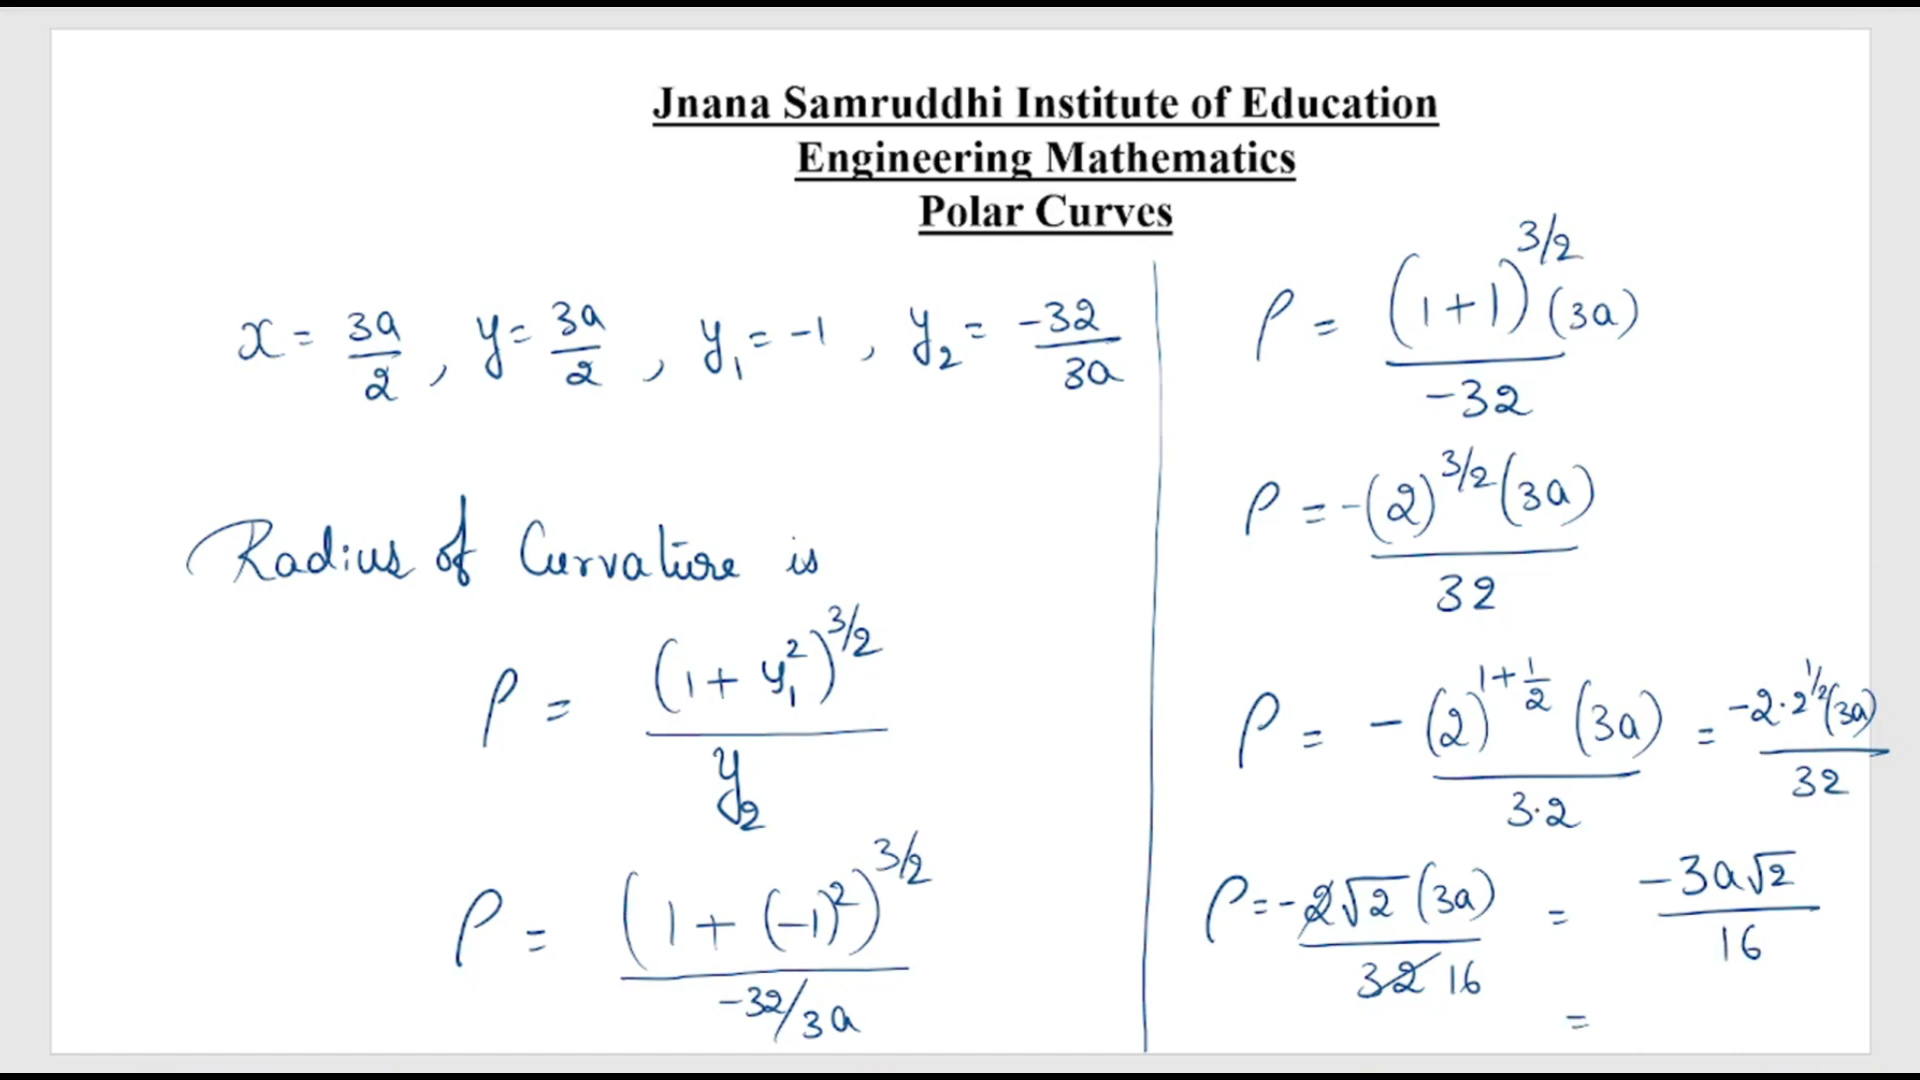 Jnana Samruddhi Institute of Education
Engineering Mathematics
Polar Curves
x = 3a/2 , y = 3a/2 , y₁ = -1 , y₂ = -32/3a
Radius of Curvature is
ρ = (1 + y₁²)^3/2 / y₂
ρ = (1 + (-1)²)^3/2 / -32/3a
ρ = (1+1)^3/2 (3a) / -32
ρ = -(2)^3/2 (3a) / 32
ρ = -(2)^1+1/2 (3a) / 3·2 = -2·2^1/2 (3a) / 32
ρ = -2√2 (3a) / 32 16 = -3a√2 / 16
=